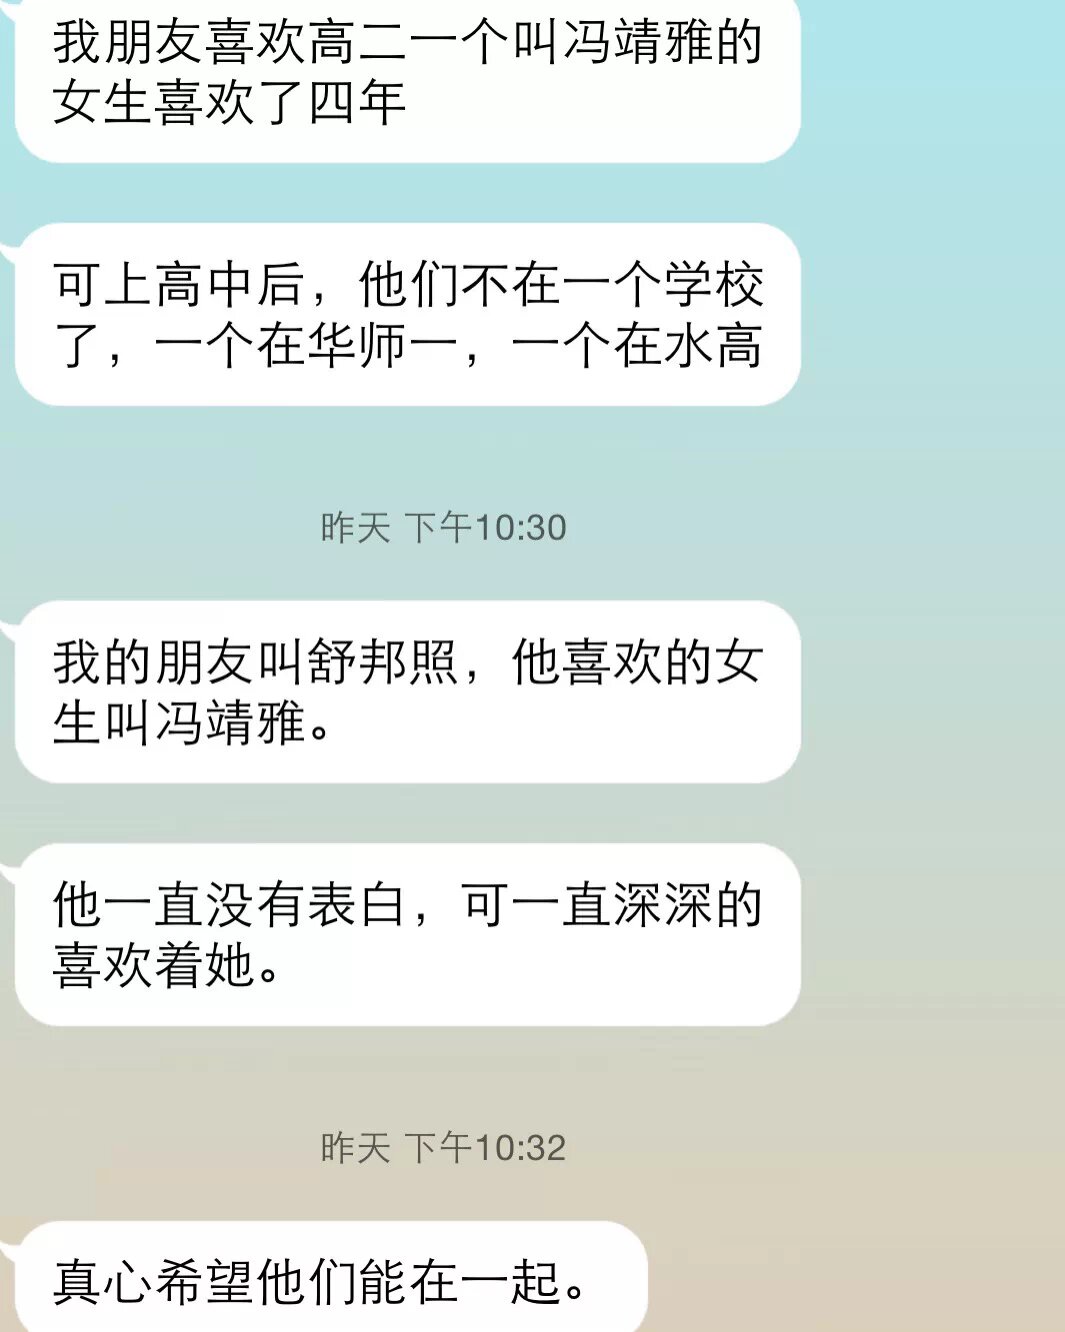 我朋友喜欢高二一个叫冯靖雅的
女生喜欢了四年
可上高中后，他们不在一个学校
了，一个在华师一，一个在水高
昨天 下午10:30
我的朋友叫舒邦照，他喜欢的女
生叫冯靖雅。
他一直没有表白，可一直深深的
喜欢着她。
昨天 下午10:32
真心希望他们能在一起。